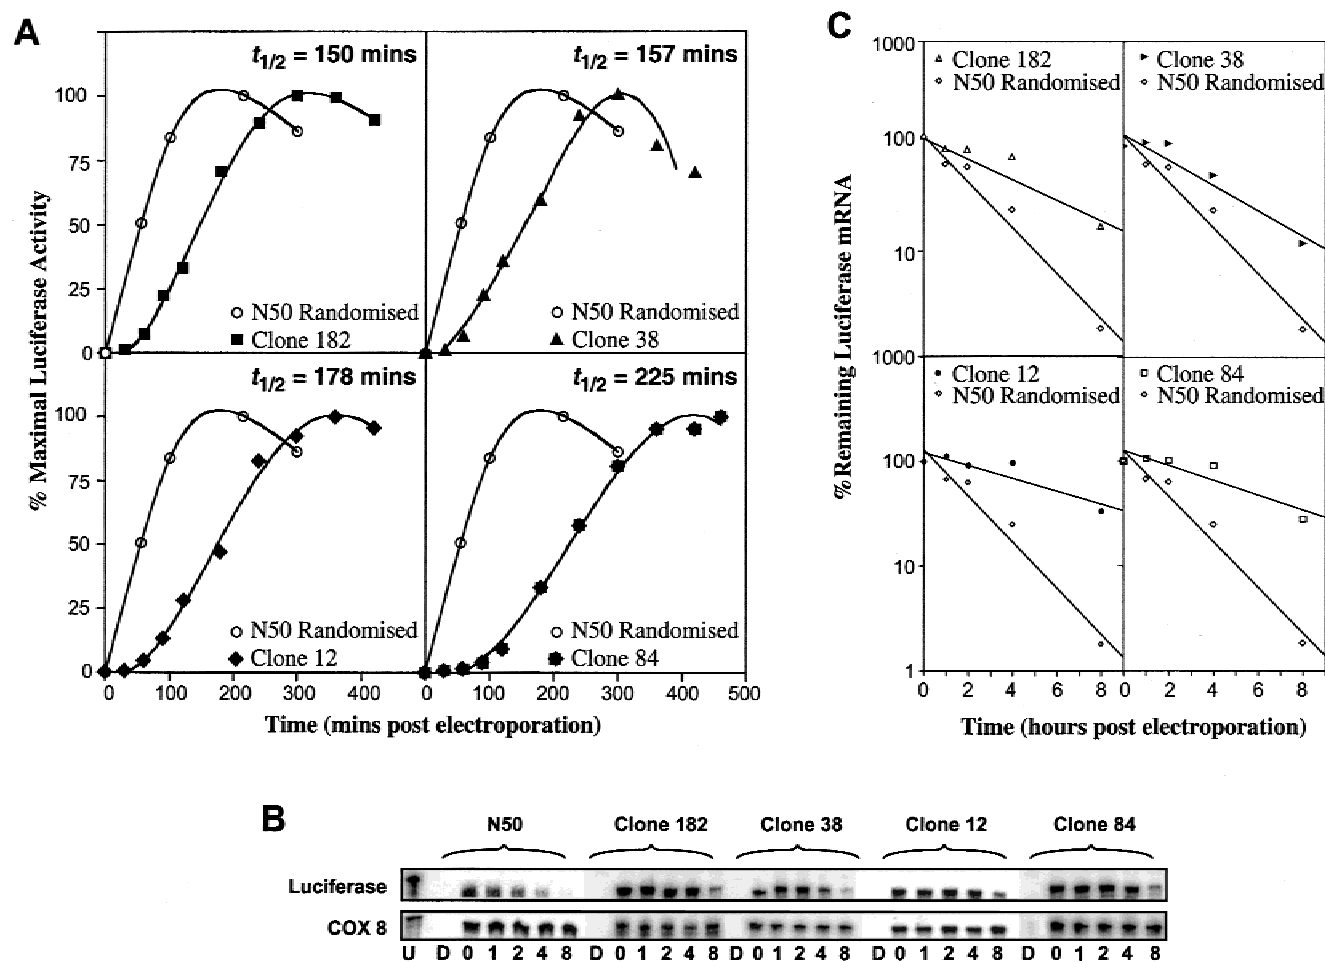 A
t1/2 = 150 mins
t1/2 = 157 mins
100
75
50
25
0
N50 Randomised
Clone 182
N50 Randomised
Clone 38
t1/2 = 178 mins
t1/2 = 225 mins
100
75
50
25
0
N50 Randomised
Clone 12
N50 Randomised
Clone 84
0 100 200 300 400 0 100 200 300 400 500
Time (mins post electroporation)
% Maximal Luciferase Activity
C
1000
100
10
Clone 182
N50 Randomised
Clone 38
N50 Randomised
1000
100
10
1
Clone 12
N50 Randomised
Clone 84
N50 Randomised
0 2 4 6 8 0 2 4 6 8
Time (hours post electroporation)
% Remaining Luciferase mRNA
B
N50 Clone 182 Clone 38 Clone 12 Clone 84
Luciferase
COX 8
U D 0 1 2 4 8 D 0 1 2 4 8 D 0 1 2 4 8 D 0 1 2 4 8 D 0 1 2 4 8